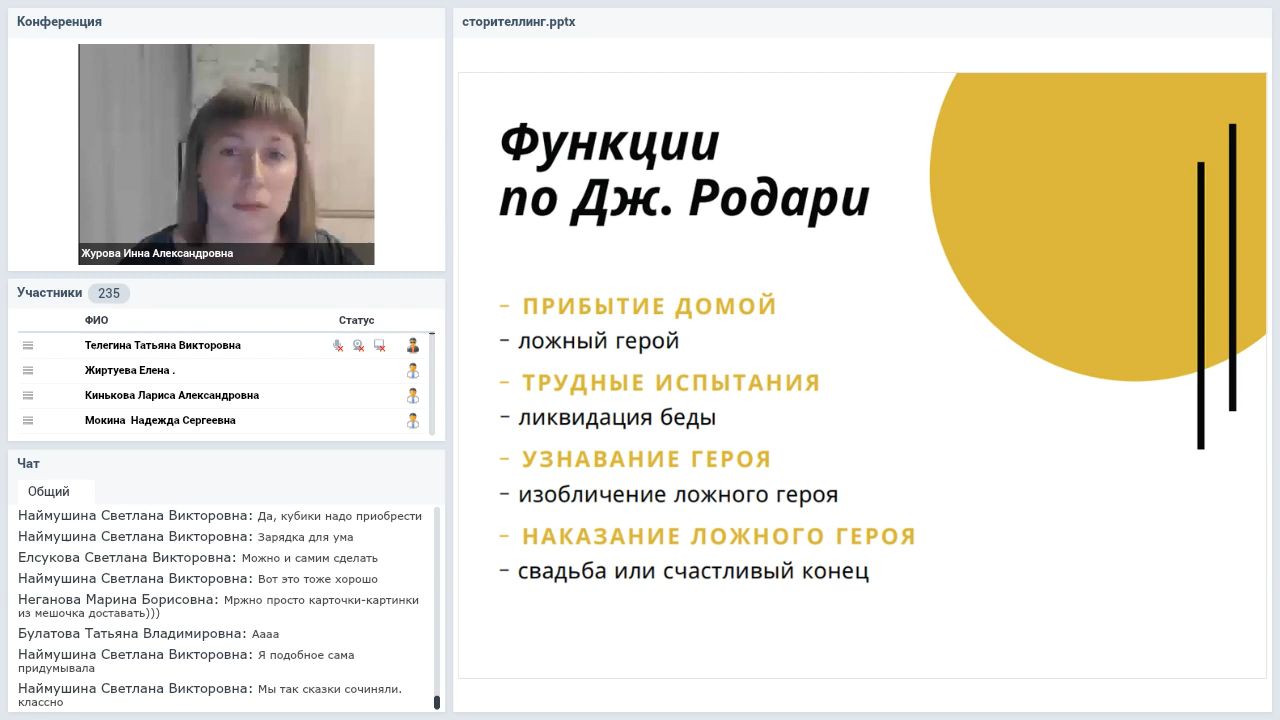 Конференция
Журова Инна Александровна
Участники 235
ФИО Статус
Телегина Татьяна Викторовна
Жиртуева Елена .
Кинькова Лариса Александровна
Мокина Надежда Сергеевна
Чат
Общий
Наймушина Светлана Викторовна: Да, кубики надо приобрести
Наймушина Светлана Викторовна: Зарядка для ума
Елсукова Светлана Викторовна: Можно и самим сделать
Наймушина Светлана Викторовна: Вот это тоже хорошо
Неганова Марина Борисовна: Мржно просто карточки-картинки
из мешочка доставать)))
Булатова Татьяна Владимировна: Аааа
Наймушина Светлана Викторовна: Я подобное сама
придумывала
Наймушина Светлана Викторовна: Мы так сказки сочиняли.
классно
сторителлинг.pptx
Функции
по Дж. Родари
– ПРИБЫТИЕ ДОМОЙ
– ложный герой
– ТРУДНЫЕ ИСПЫТАНИЯ
– ликвидация беды
– УЗНАВАНИЕ ГЕРОЯ
– изобличение ложного героя
– НАКАЗАНИЕ ЛОЖНОГО ГЕРОЯ
– свадьба или счастливый конец